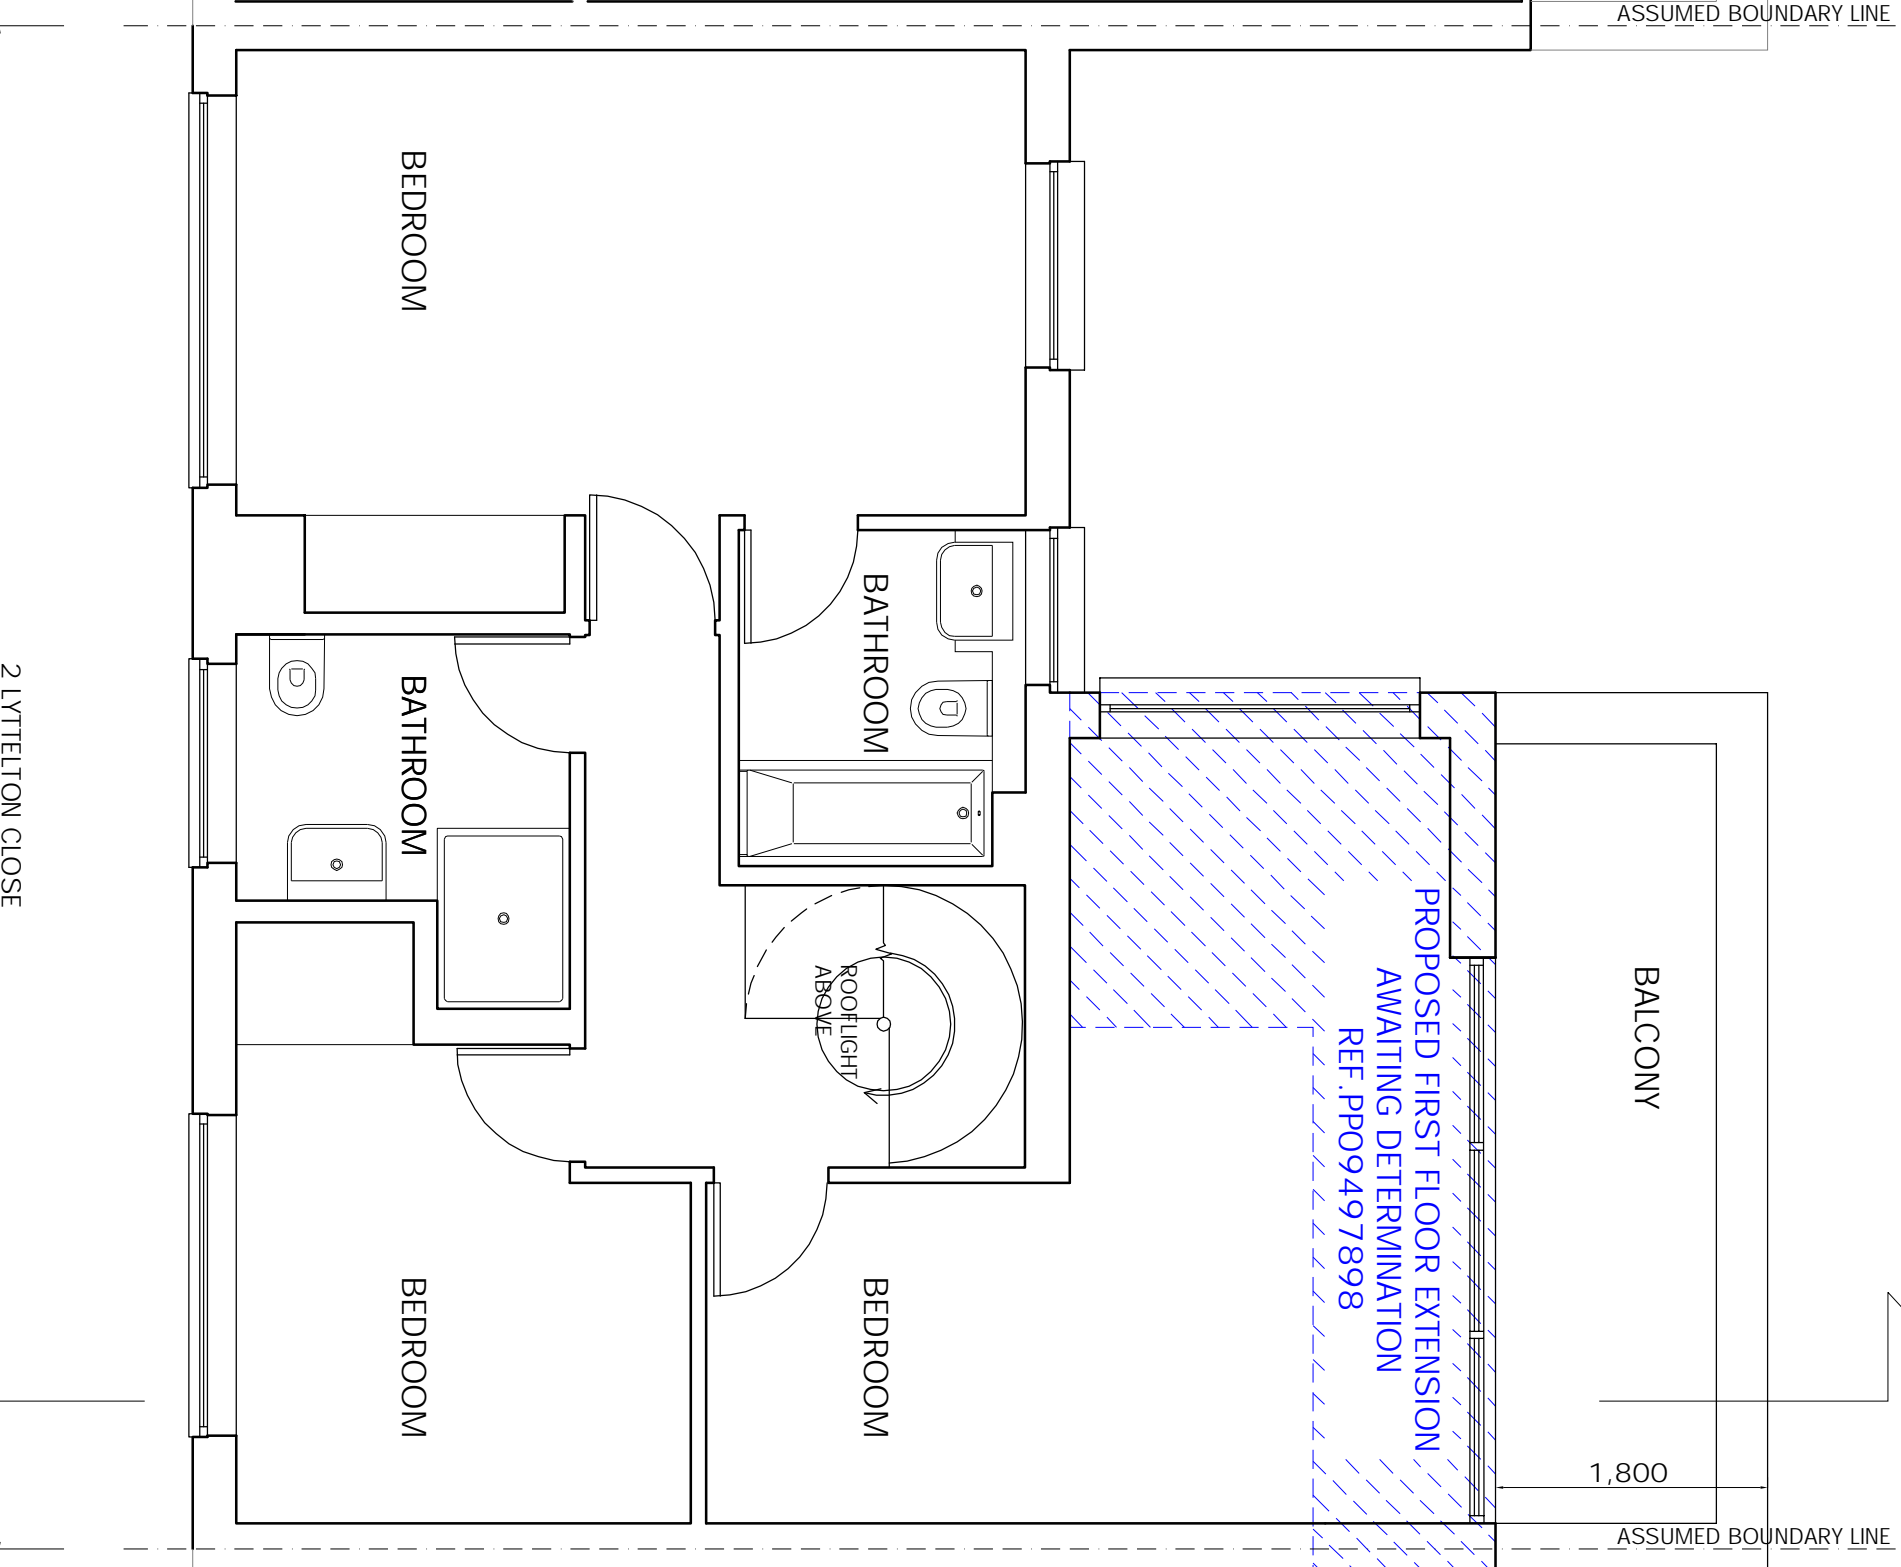 ASSUMED BOUNDARY LINE
BEDROOM
BATHROOM
BATHROOM
2 LYTTELTON CLOSE
ROOFLIGHT
ABOVE
PROPOSED FIRST FLOOR EXTENSION
AWAITING DETERMINATION
REF.PP09497898
BALCONY
BEDROOM
BEDROOM
1,800
ASSUMED BOUNDARY LINE